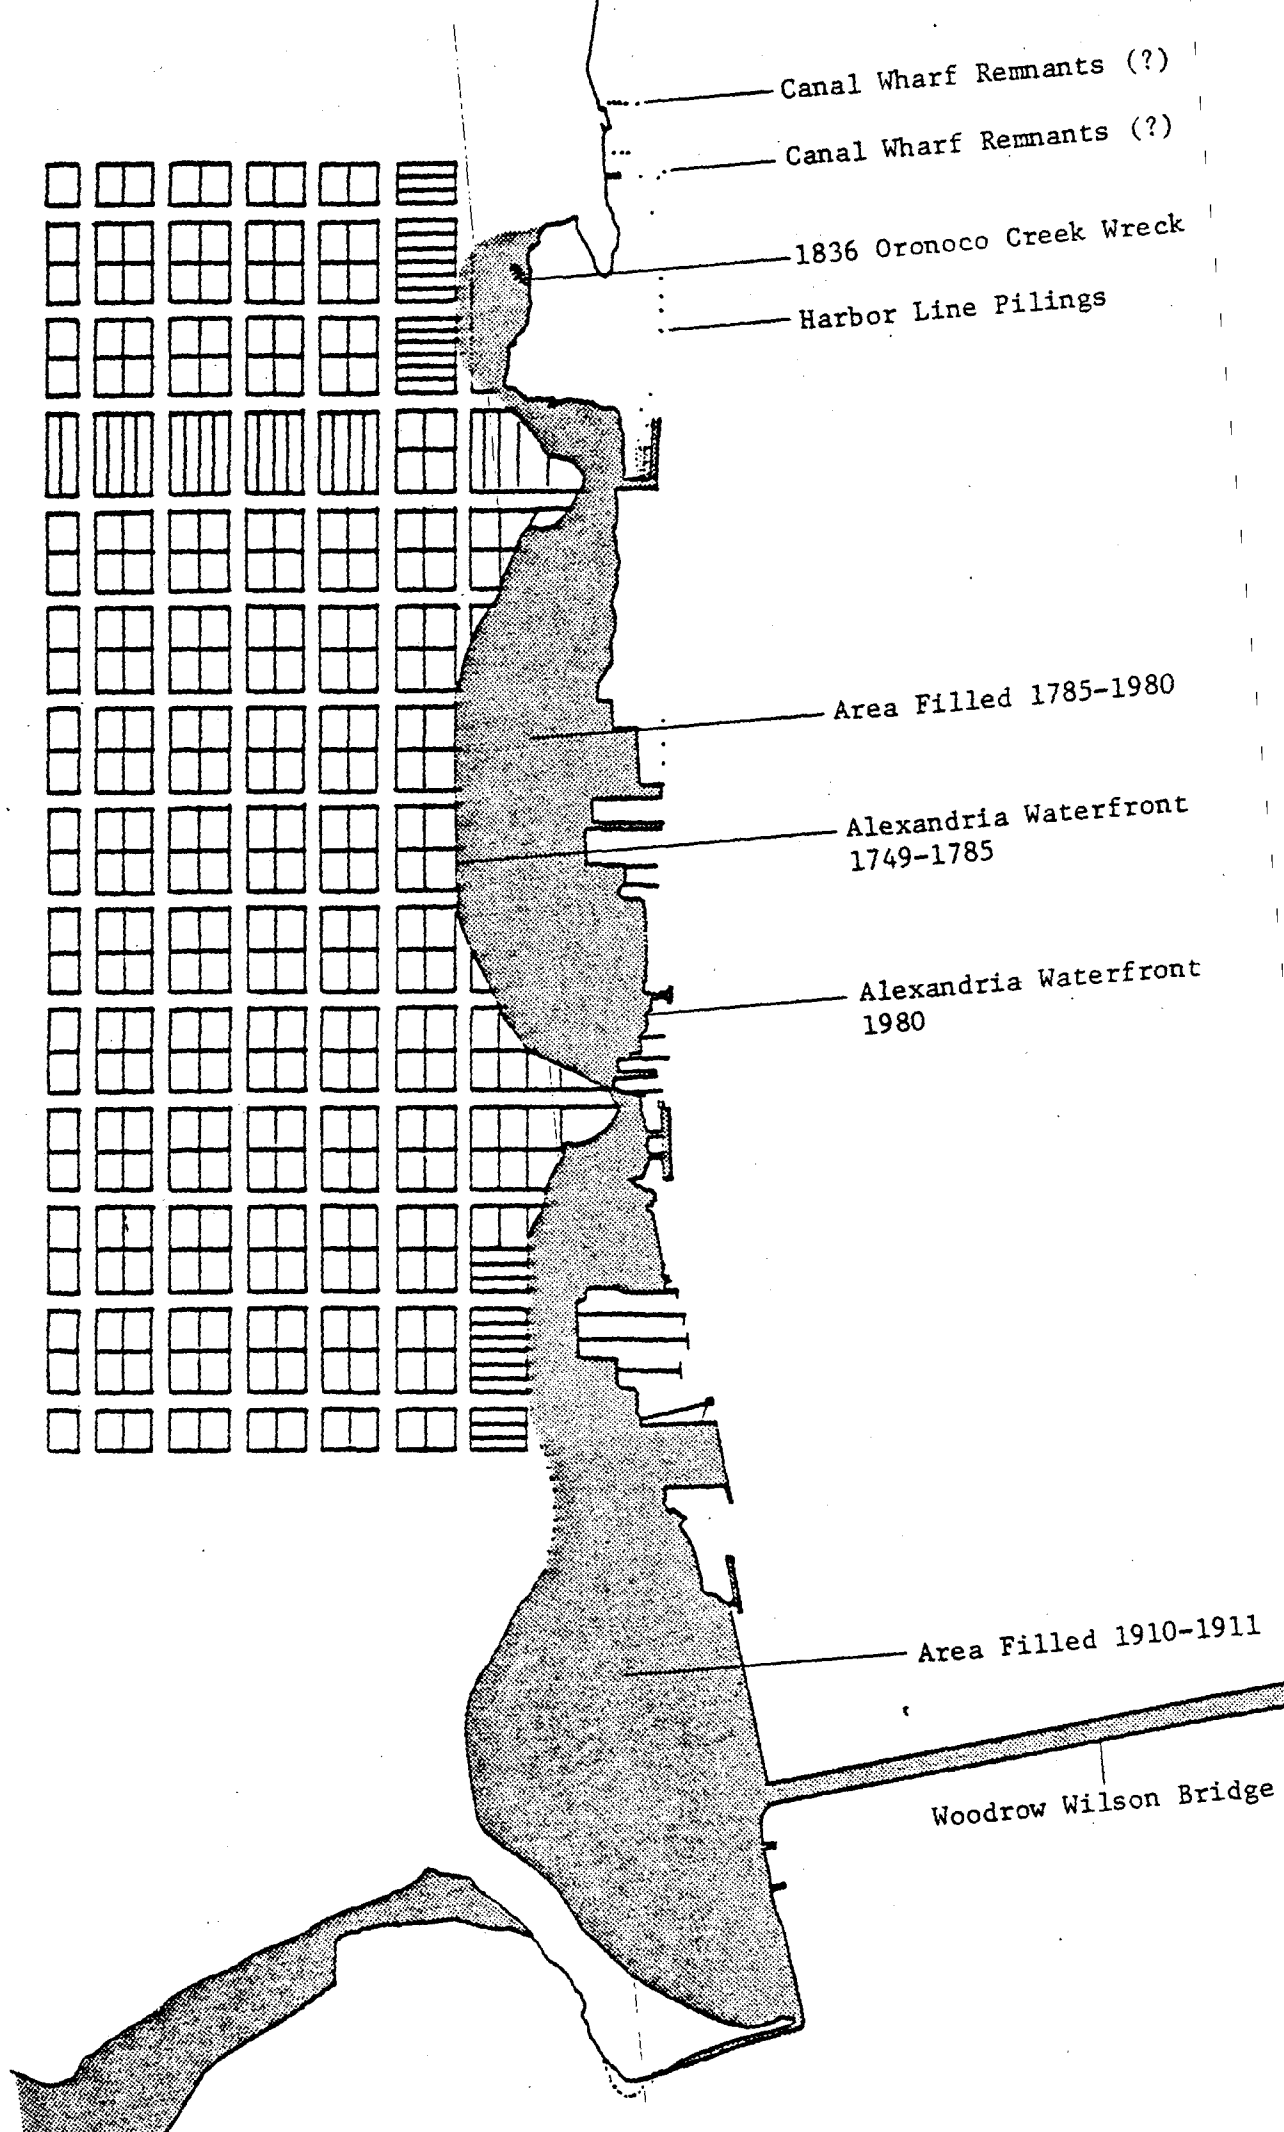 Canal Wharf Remnants (?)
Canal Wharf Remnants (?)
1836 Oronoco Creek Wreck
Harbor Line Pilings
Area Filled 1785-1980
Alexandria Waterfront
1749-1785
Alexandria Waterfront
1980
Area Filled 1910-1911
Woodrow Wilson Bridge